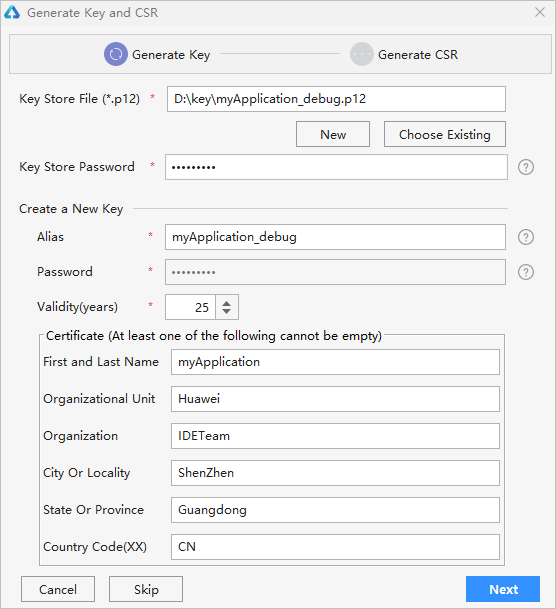 Generate Key and CSR
Generate Key Generate CSR
Key Store File (*.p12) * D:\key\myApplication_debug.p12
New Choose Existing
Key Store Password * ••••••••• ?
Create a New Key
Alias * myApplication_debug ?
Password * ••••••••• ?
Validity(years) * 25
Certificate (At least one of the following cannot be empty)
First and Last Name myApplication
Organizational Unit Huawei
Organization IDETeam
City Or Locality ShenZhen
State Or Province Guangdong
Country Code(XX) CN
Cancel Skip Next